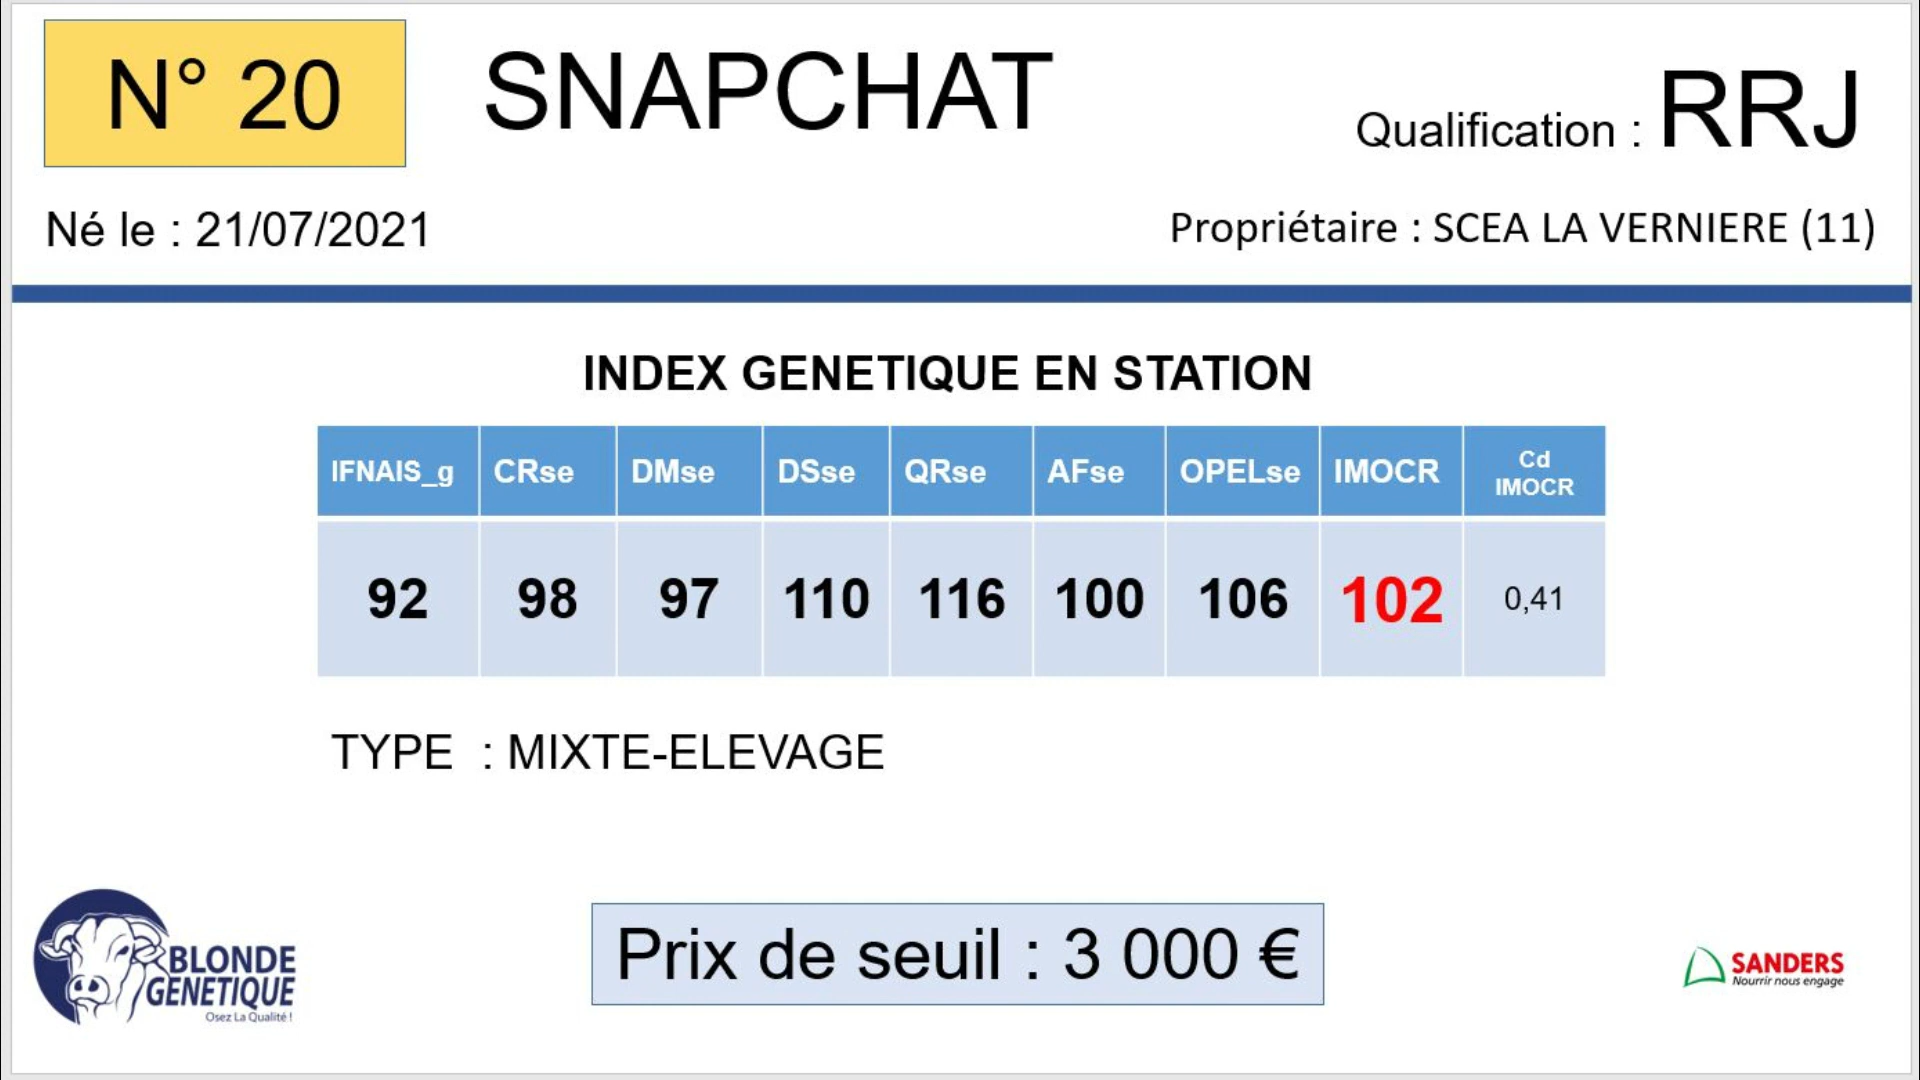 N° 20
SNAPCHAT
Qualification : RRJ
Né le : 21/07/2021
Propriétaire : SCEA LA VERNIERE (11)
INDEX GENETIQUE EN STATION
IFNAIS_g CRse DMse DSse QRse AFse OPELse IMOCR Cd IMOCR
92 98 97 110 116 100 106 102 0,41
TYPE : MIXTE-ELEVAGE
Prix de seuil : 3 000 €
BLONDE
GENETIQUE
Osez La Qualité !
SANDERS
Nourrir nous engage